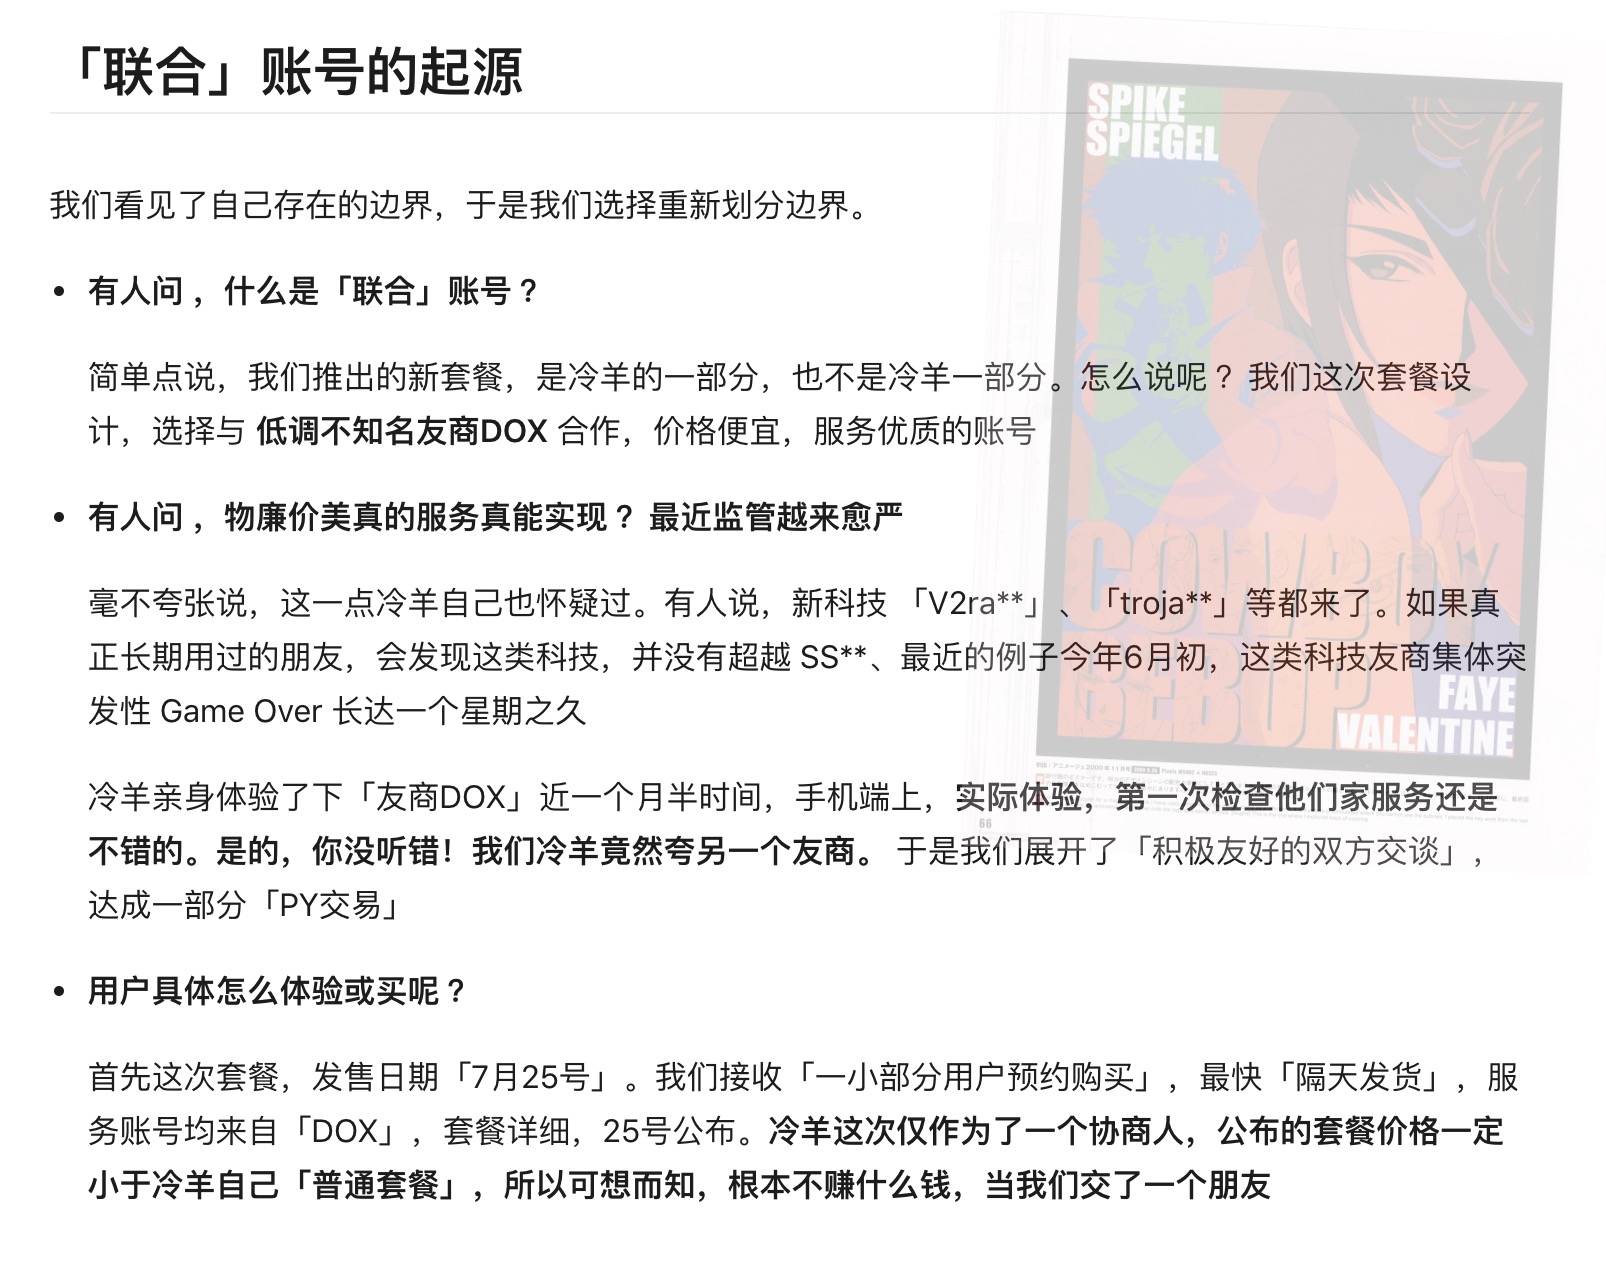 「联合」账号的起源
我们看见了自己存在的边界，于是我们选择重新划分边界。
• 有人问 ，什么是「联合」账号 ?
简单点说，我们推出的新套餐，是冷羊的一部分，也不是冷羊一部分。怎么说呢 ? 我们这次套餐设
计，选择与 低调不知名友商DOX 合作，价格便宜，服务优质的账号
• 有人问 ，物廉价美真的服务真能实现 ? 最近监管越来愈严
毫不夸张说，这一点冷羊自己也怀疑过。有人说，新科技 「V2ra**」、「troja**」等都来了。如果真
正长期用过的朋友，会发现这类科技，并没有超越 SS**、最近的例子今年6月初，这类科技友商集体突
发性 Game Over 长达一个星期之久
冷羊亲身体验了下「友商DOX」近一个月半时间，手机端上，实际体验，第一次检查他们家服务还是
不错的。是的，你没听错！我们冷羊竟然夸另一个友商。 于是我们展开了「积极友好的双方交谈」，
达成一部分「PY交易」
• 用户具体怎么体验或买呢 ?
首先这次套餐，发售日期「7月25号」。我们接收「一小部分用户预约购买」，最快「隔天发货」，服
务账号均来自「DOX」，套餐详细，25号公布。冷羊这次仅作为了一个协商人，公布的套餐价格一定
小于冷羊自己「普通套餐」，所以可想而知，根本不赚什么钱，当我们交了一个朋友
SPIKE
SPIEGEL
COWBOY
BEBOP
FAYE
VALENTINE
66